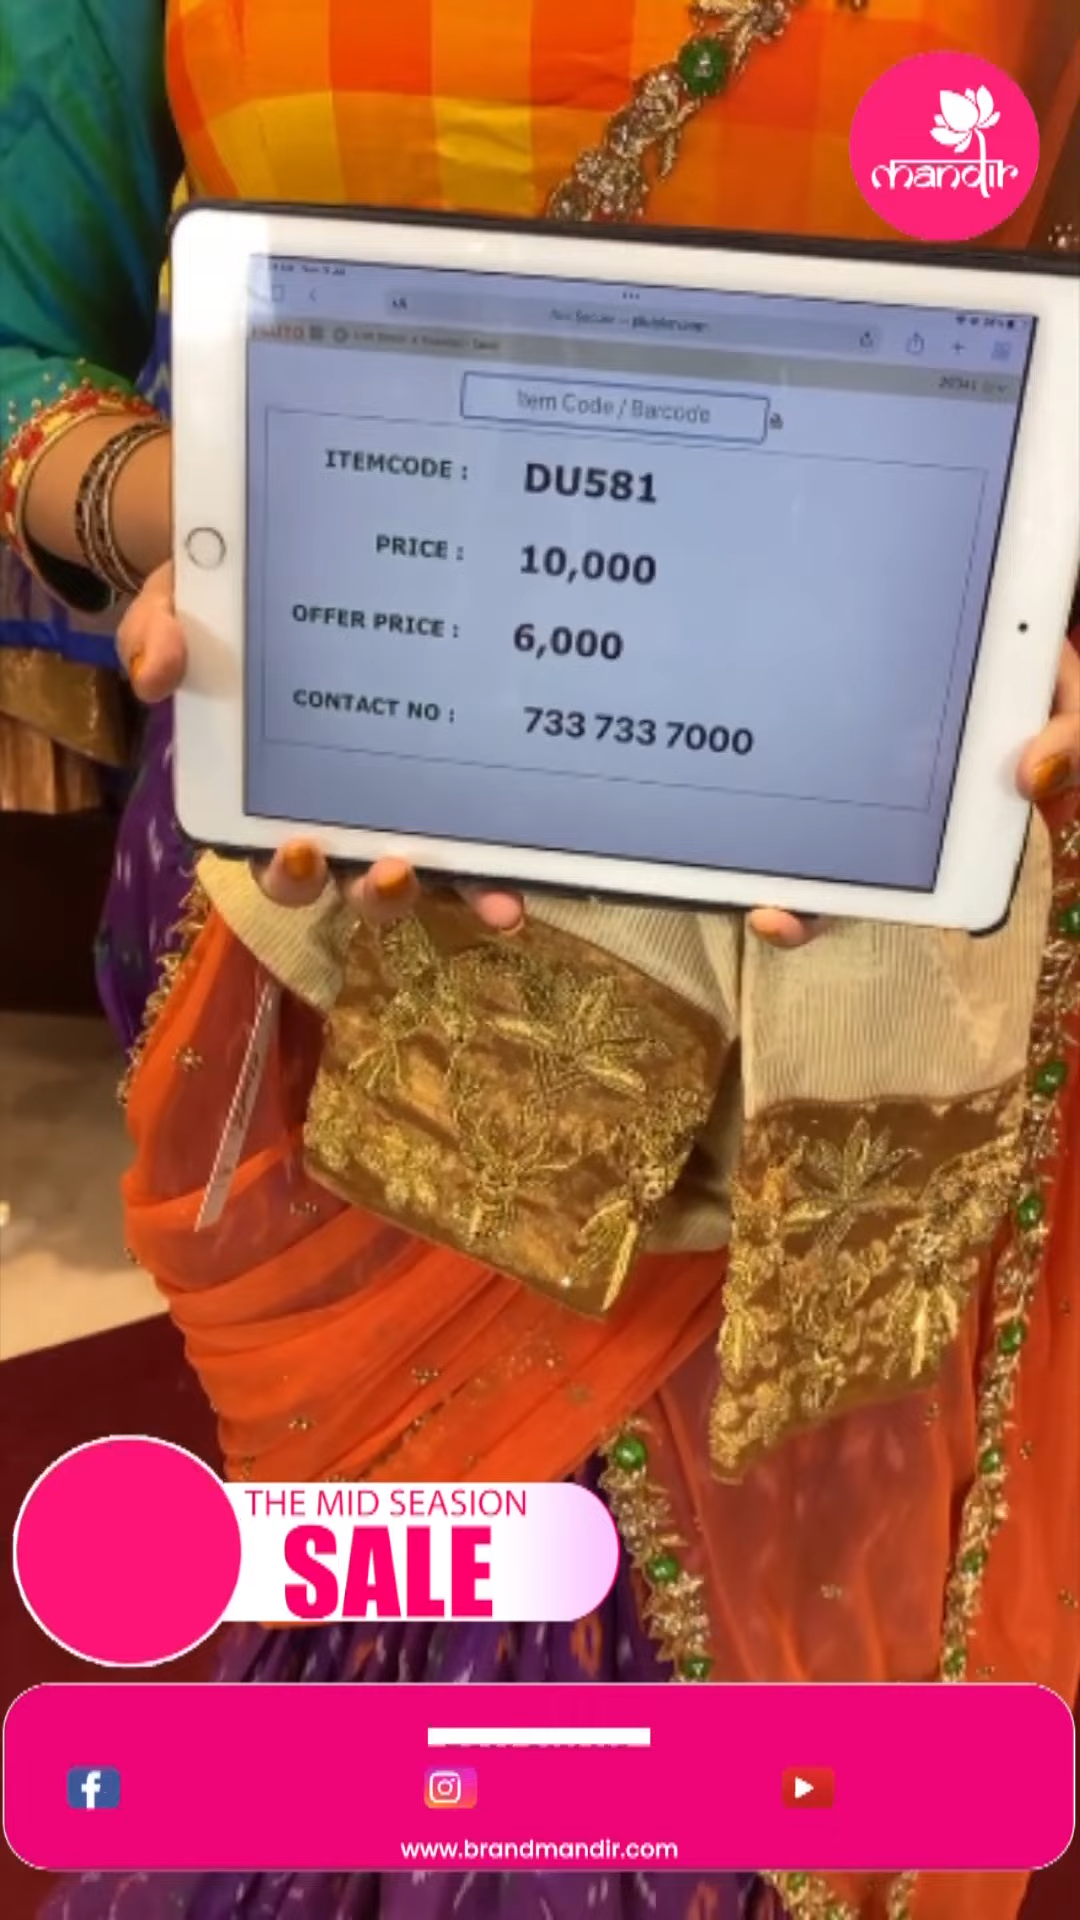 mandir
Item Code / Barcode
ITEMCODE : DU581
PRICE : 10,000
OFFER PRICE : 6,000
CONTACT NO : 733 733 7000
THE MID SEASION
SALE
www.brandmandir.com